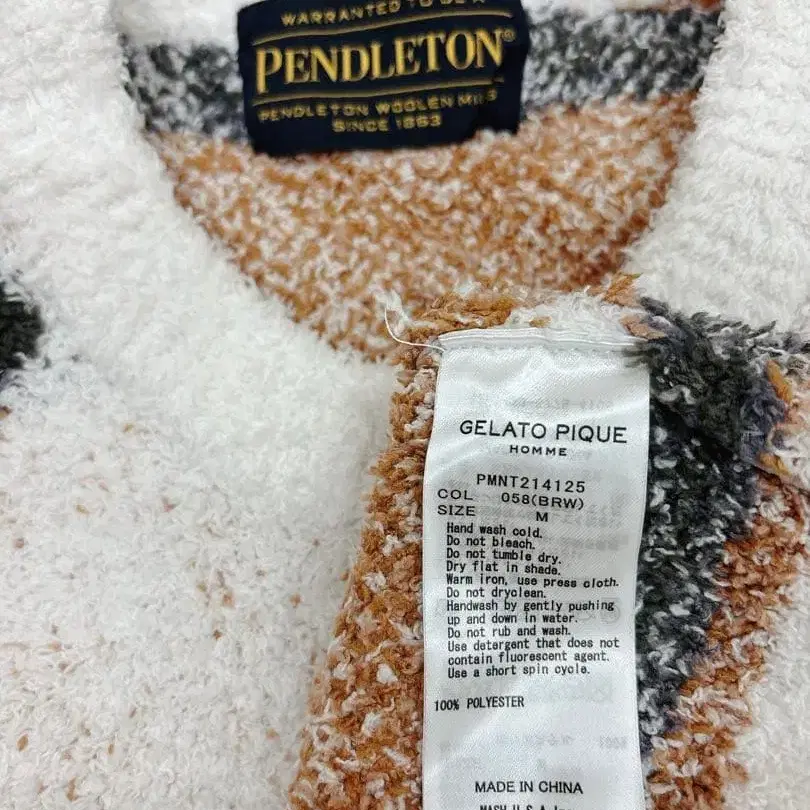 WARRANTED TO BE A
PENDLETON®
PENDLETON WOOLEN MILLS
SINCE 1863
GELATO PIQUE
HOMME
PMNT214125
COL 058(BRW)
SIZE M
Hand wash cold.
Do not bleach.
Do not tumble dry.
Dry flat in shade.
Warm iron, use press cloth.
Do not dryclean.
Handwash by gently pushing
up and down in water.
Do not rub and wash.
Use detergent that does not
contain fluorescent agent.
Use a short spin cycle.
100% POLYESTER
MADE IN CHINA